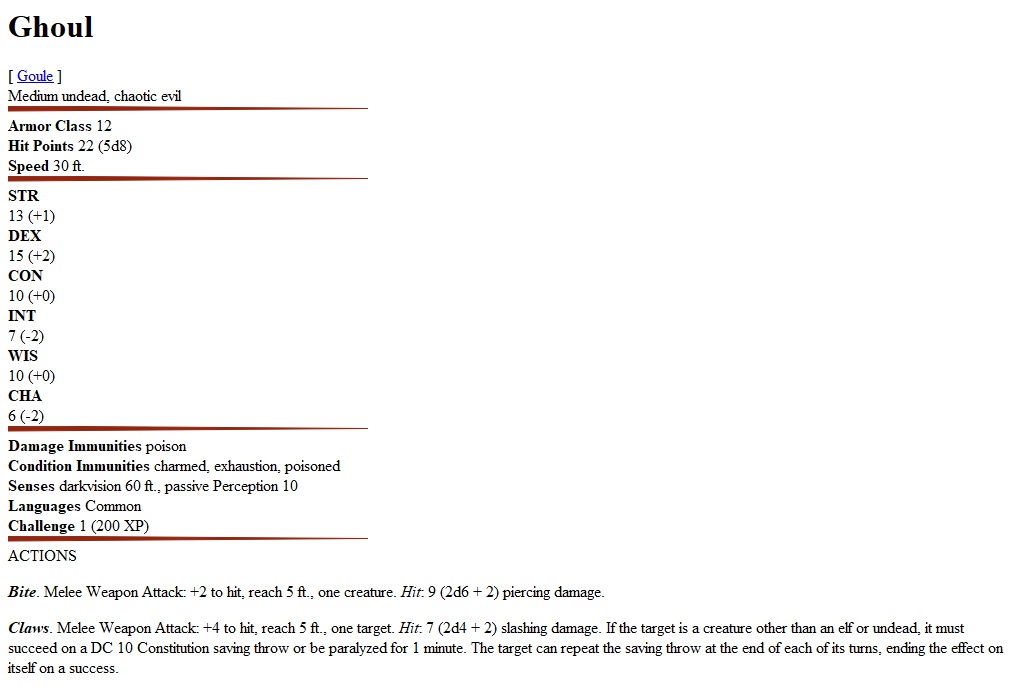 Ghoul
[ Goule ]
Medium undead, chaotic evil
Armor Class 12
Hit Points 22 (5d8)
Speed 30 ft.
STR
13 (+1)
DEX
15 (+2)
CON
10 (+0)
INT
7 (-2)
WIS
10 (+0)
CHA
6 (-2)
Damage Immunities poison
Condition Immunities charmed, exhaustion, poisoned
Senses darkvision 60 ft., passive Perception 10
Languages Common
Challenge 1 (200 XP)
ACTIONS
Bite. Melee Weapon Attack: +2 to hit, reach 5 ft., one creature. Hit: 9 (2d6 + 2) piercing damage.
Claws. Melee Weapon Attack: +4 to hit, reach 5 ft., one target. Hit: 7 (2d4 + 2) slashing damage. If the target is a creature other than an elf or undead, it must
succeed on a DC 10 Constitution saving throw or be paralyzed for 1 minute. The target can repeat the saving throw at the end of each of its turns, ending the effect on
itself on a success.